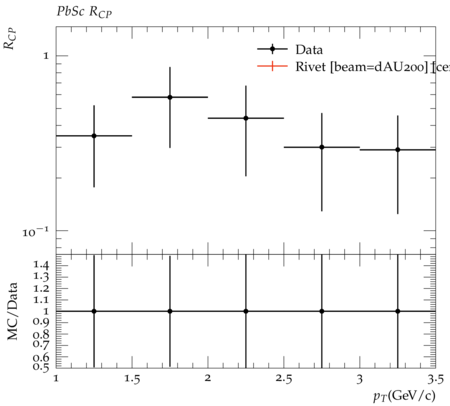 PbSc R_CP
R_CP
1
10⁻¹
Data
Rivet [beam=dAU200] [cen
MC/Data
1.4
1.3
1.2
1.1
1
0.9
0.8
0.7
0.6
0.5
1 1.5 2 2.5 3 3.5
p_T(GeV/c)